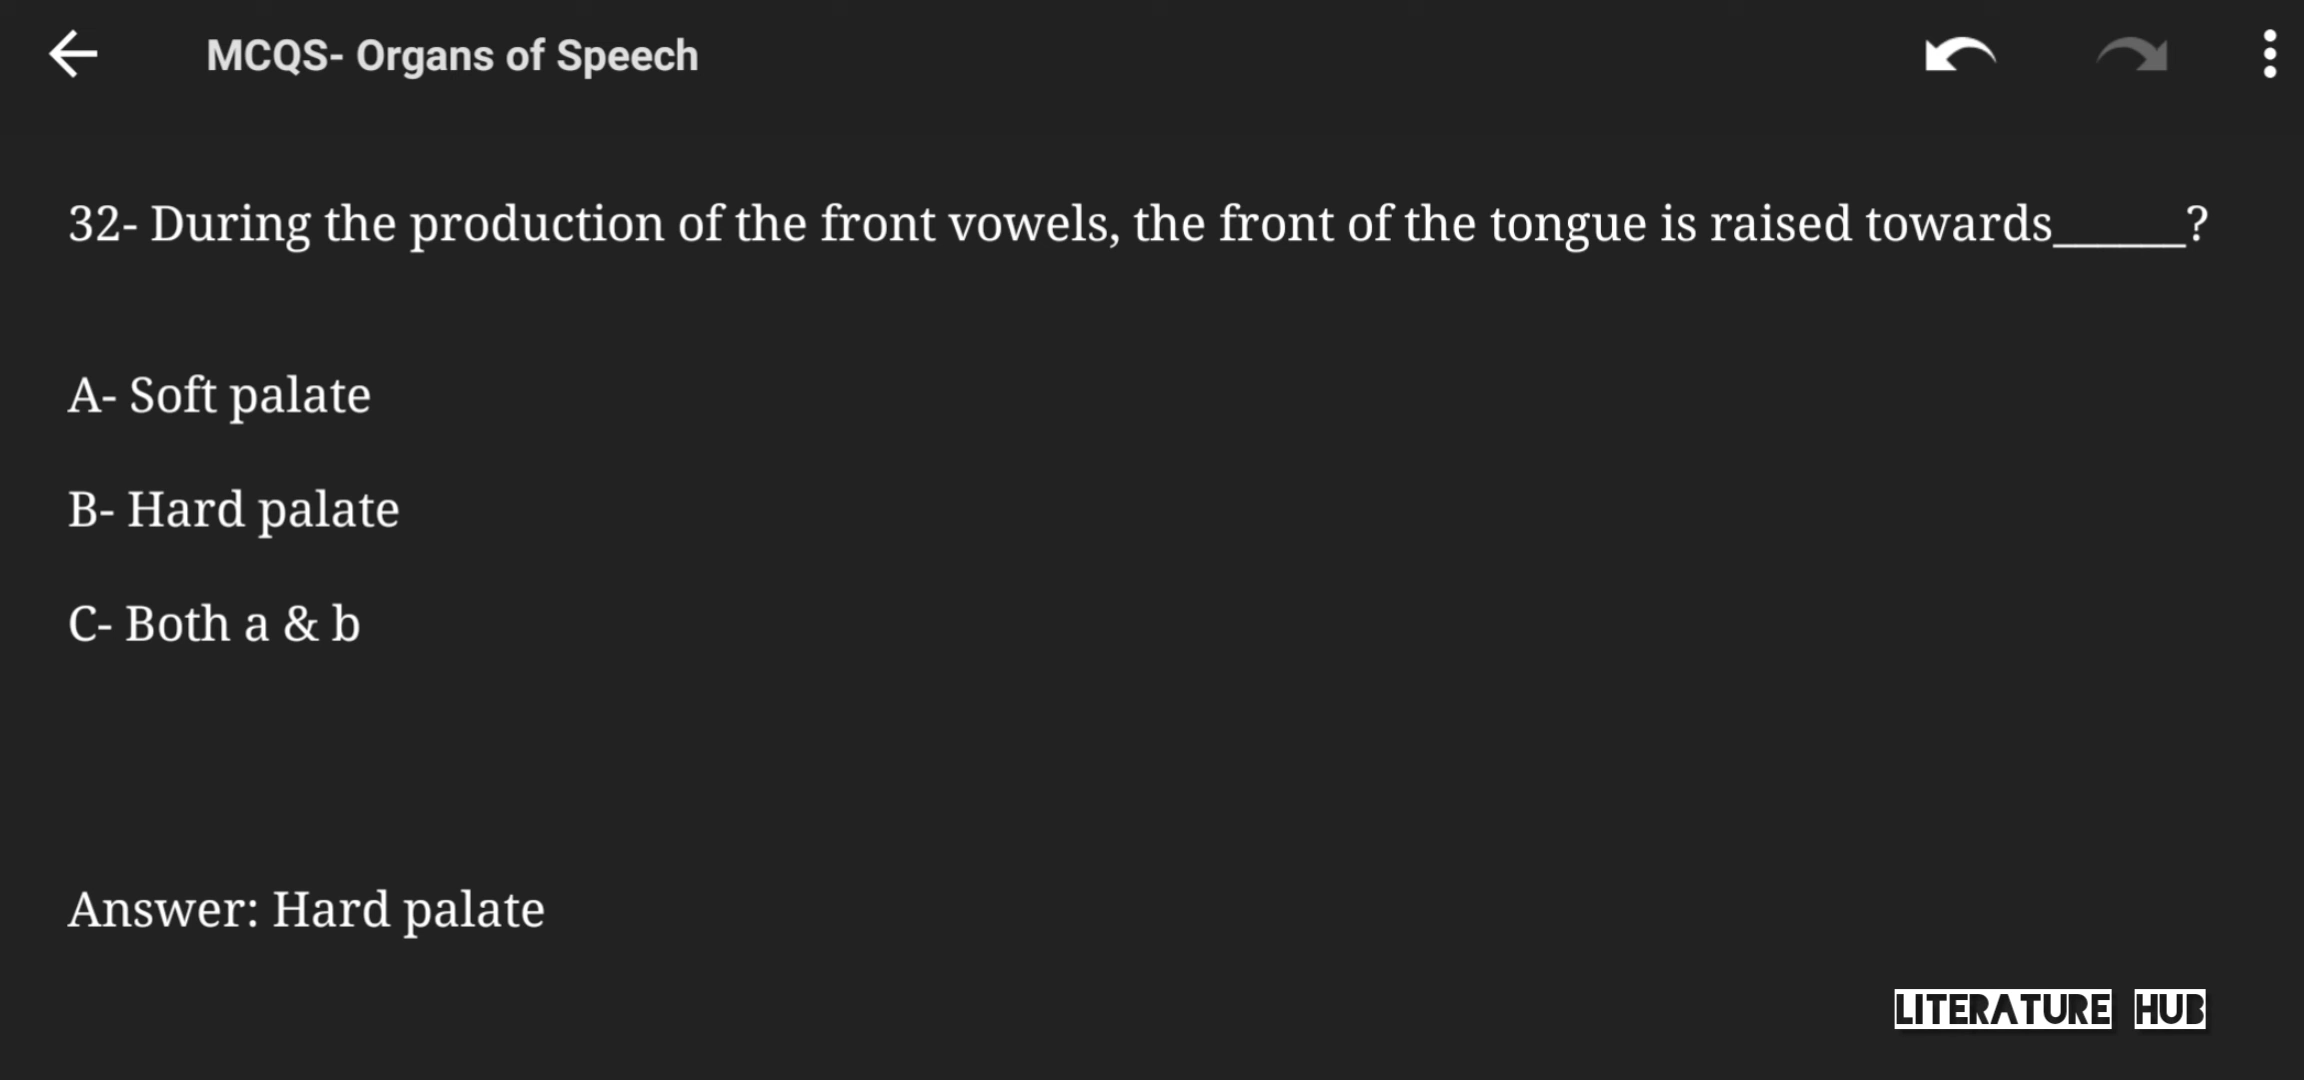 MCQS- Organs of Speech
32- During the production of the front vowels, the front of the tongue is raised towards______?
A- Soft palate
B- Hard palate
C- Both a & b
Answer: Hard palate
LITERATURE HUB